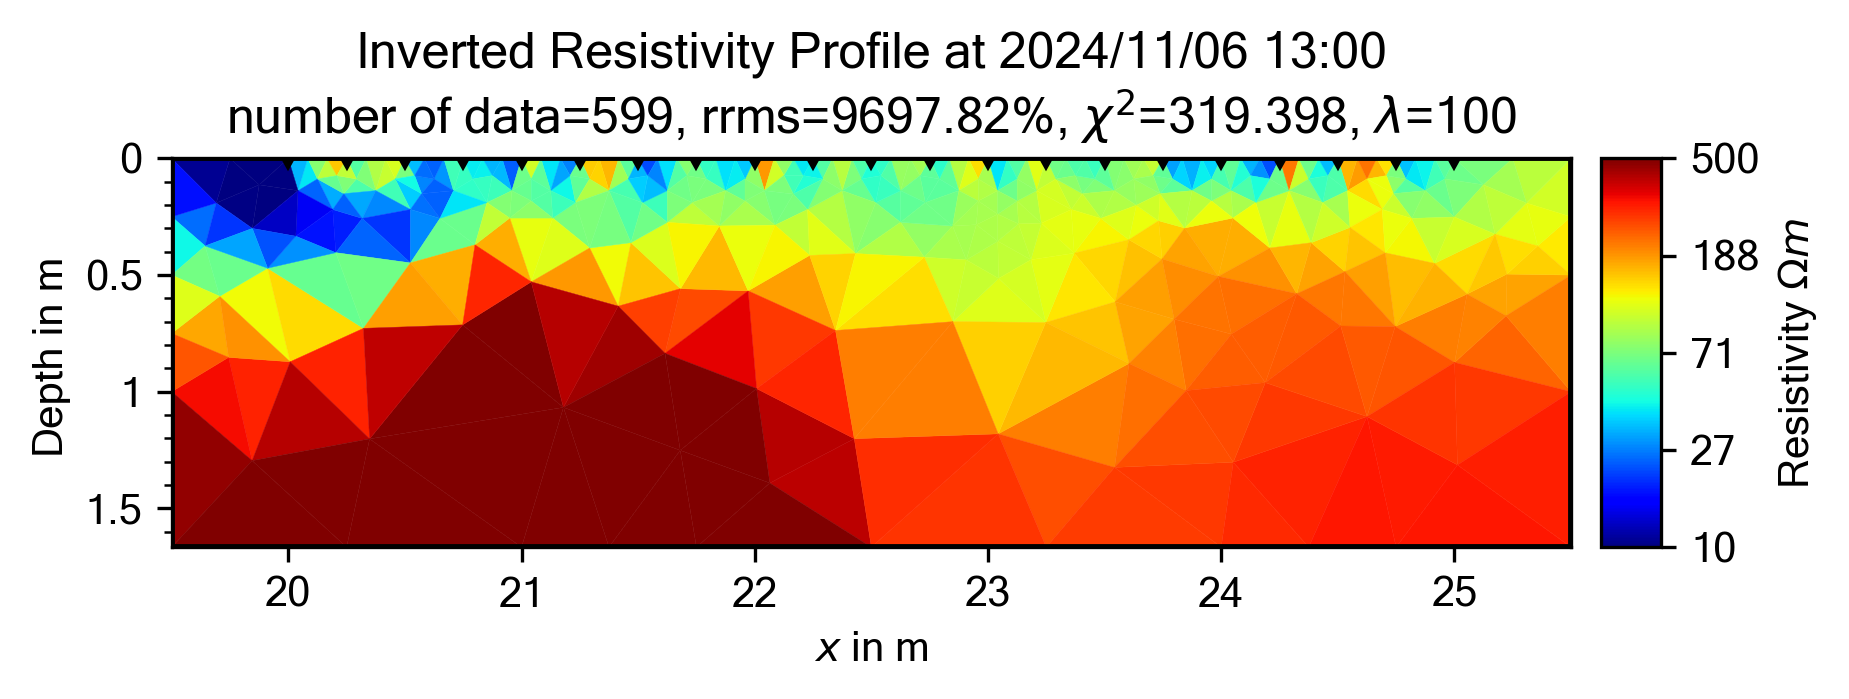 Inverted Resistivity Profile at 2024/11/06 13:00
number of data=599, rrms=9697.82%, χ²=319.398, λ=100
0
0.5
1
1.5
Depth in m
20 21 22 23 24 25
x in m
500
188
71
27
10
Resistivity Ωm